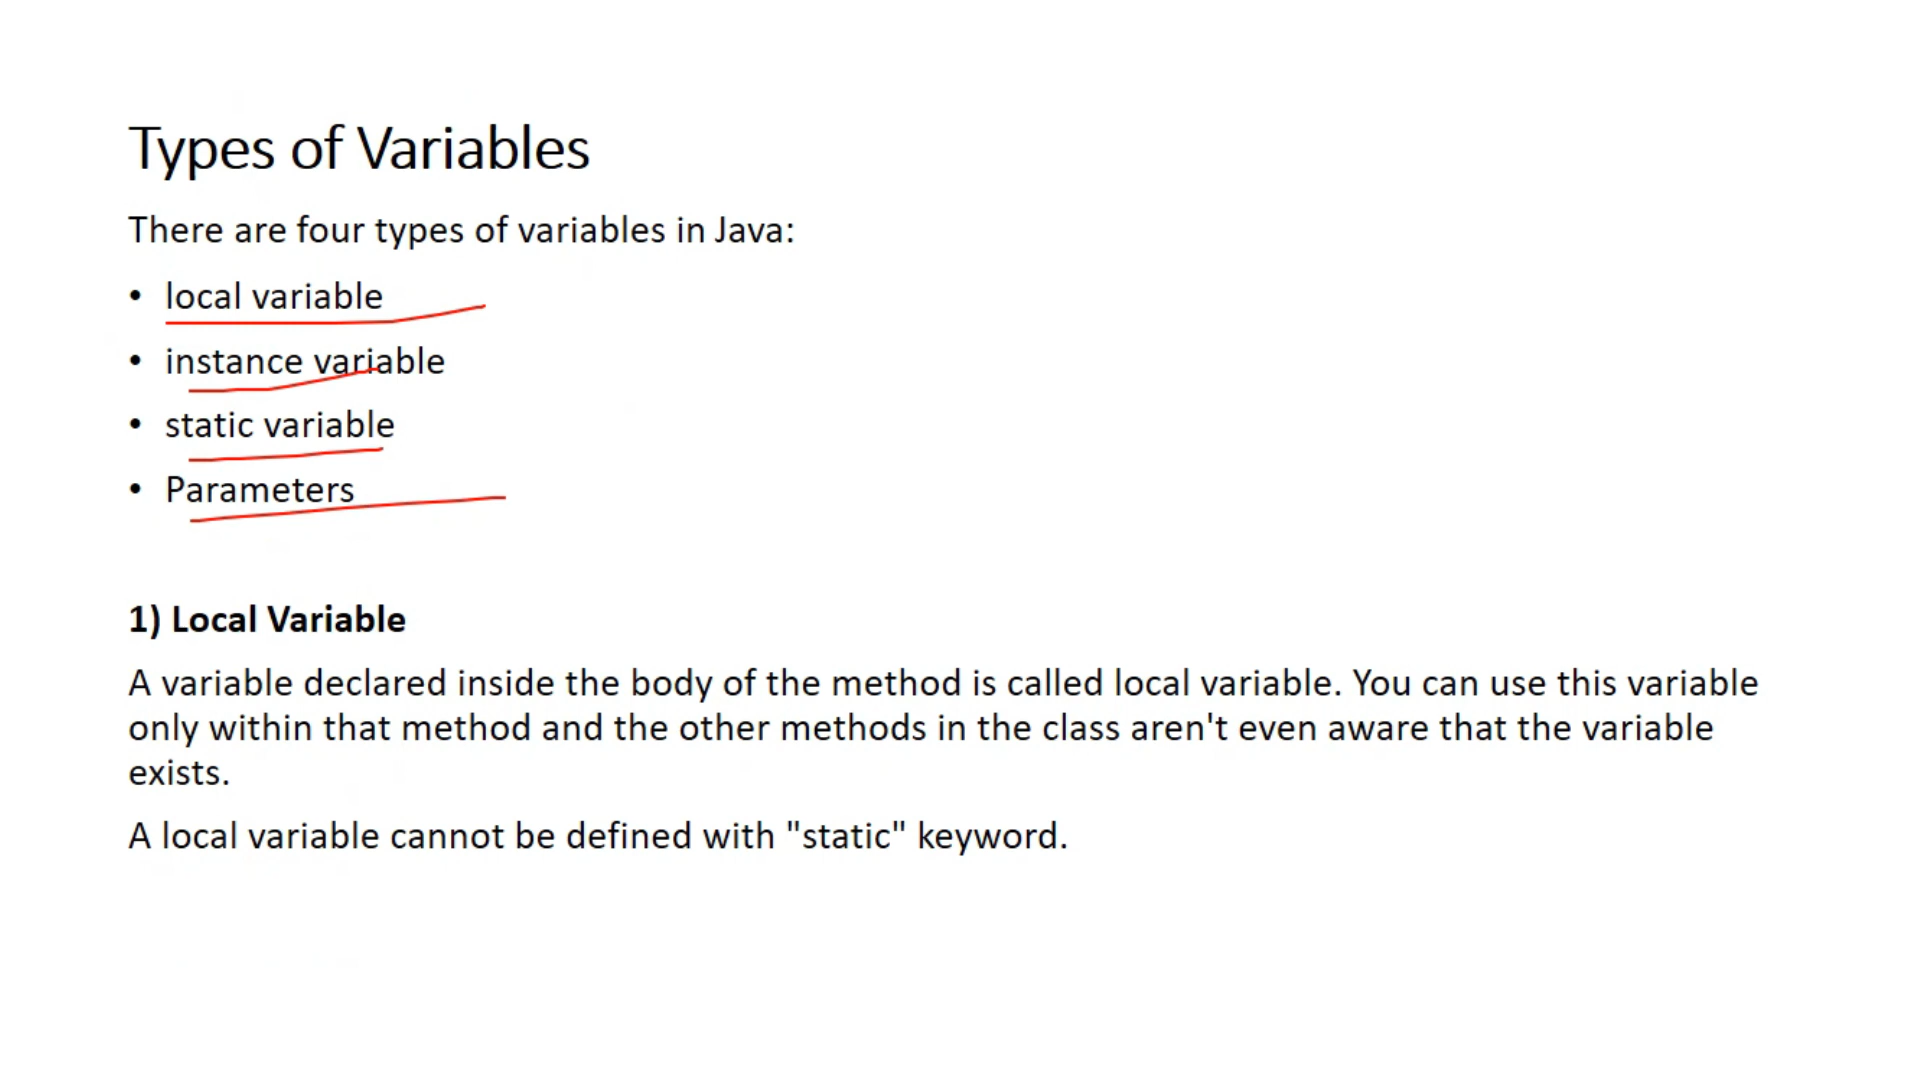 Types of Variables
There are four types of variables in Java:
• local variable
• instance variable
• static variable
• Parameters
1) Local Variable
A variable declared inside the body of the method is called local variable. You can use this variable
only within that method and the other methods in the class aren't even aware that the variable
exists.
A local variable cannot be defined with "static" keyword.